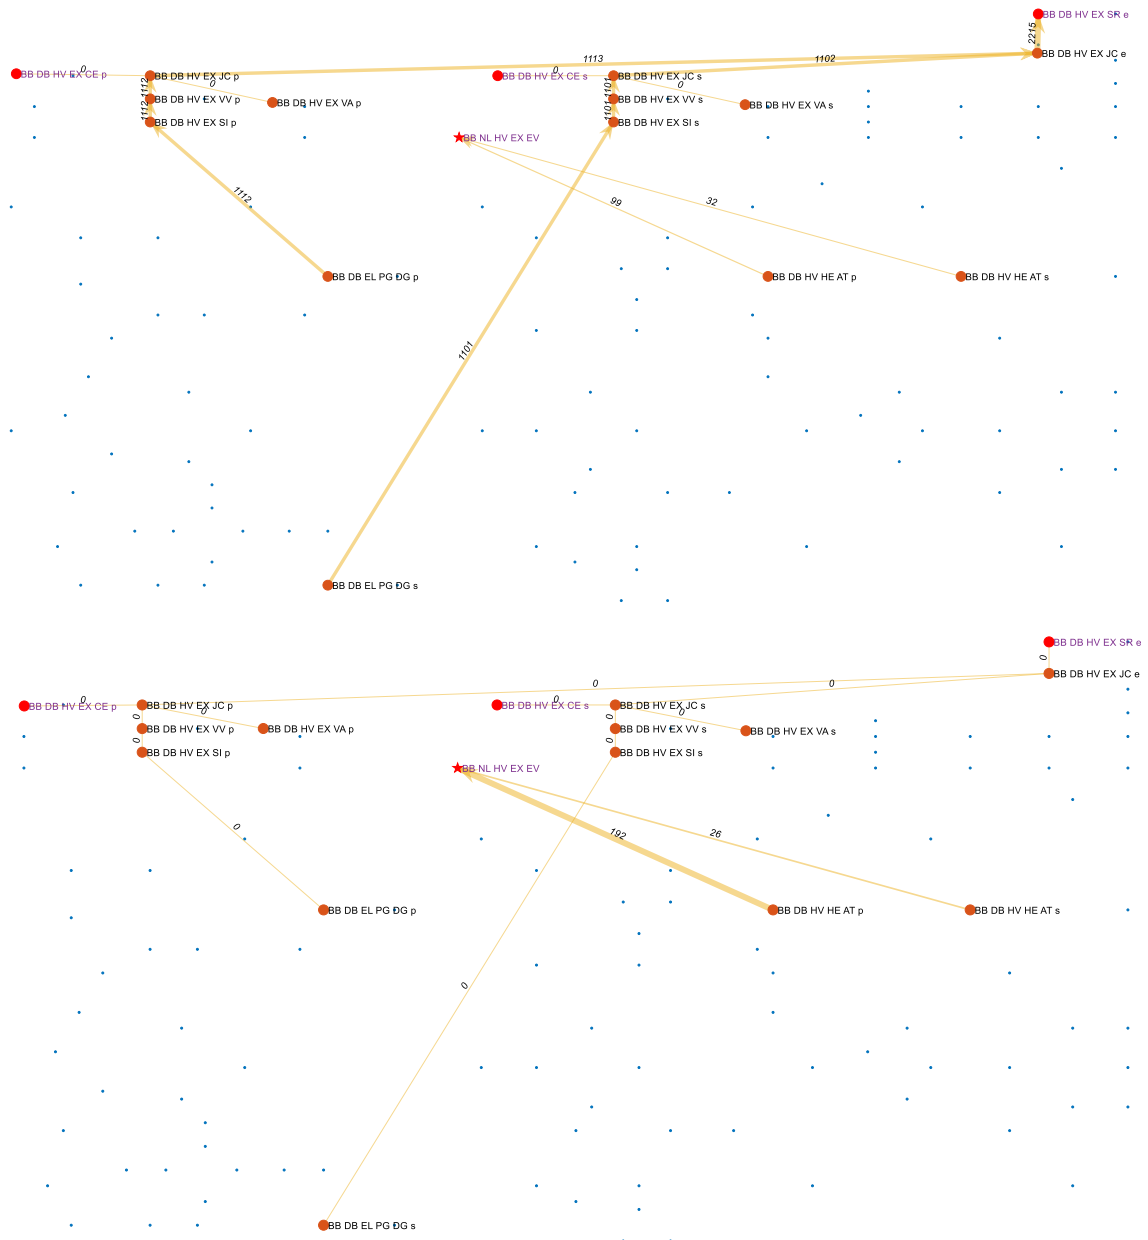 BB DB HV EX SR e
2215
BB DB HV EX JC e
1113
1102
BB DB HV EX CE p
0
BB DB HV EX JC p
BB DB HV EX CE s
0
BB DB HV EX JC s
1112
0
1101
0
BB DB HV EX VV p
BB DB HV EX VA p
BB DB HV EX VV s
BB DB HV EX VA s
1112
1101
BB DB HV EX SI p
BB DB HV EX SI s
BB NL HV EX EV
1112
99
32
BB DB EL PG DG p
BB DB HV HE AT p
BB DB HV HE AT s
1101
BB DB EL PG DG s
BB DB HV EX SR e
0
BB DB HV EX JC e
0
0
BB DB HV EX CE p
0
BB DB HV EX JC p
BB DB HV EX CE s
0
BB DB HV EX JC s
0
0
0
0
BB DB HV EX VV p
BB DB HV EX VA p
BB DB HV EX VV s
BB DB HV EX VA s
0
0
BB DB HV EX SI p
BB DB HV EX SI s
BB NL HV EX EV
0
192
26
BB DB EL PG DG p
BB DB HV HE AT p
BB DB HV HE AT s
0
BB DB EL PG DG s